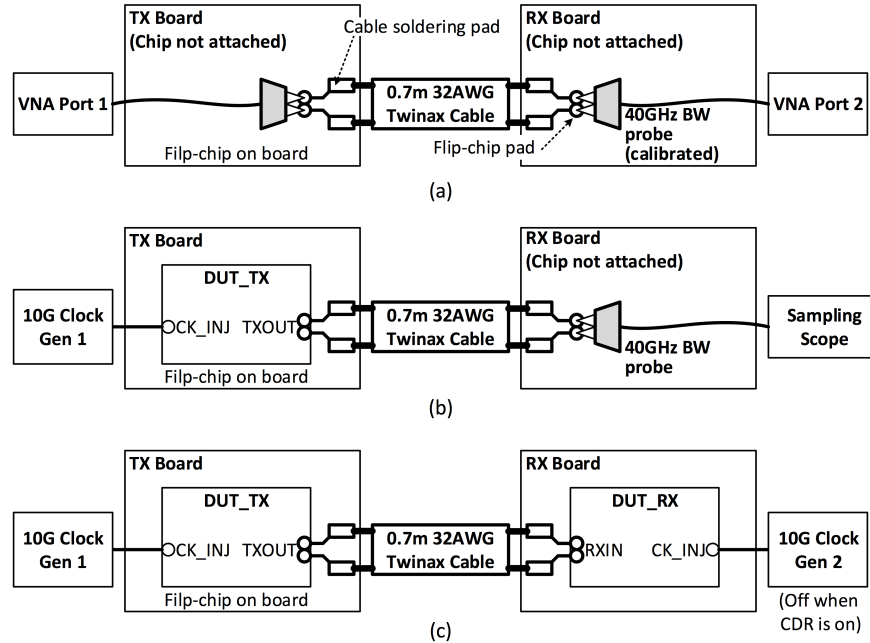 TX Board
(Chip not attached)
Cable soldering pad
RX Board
(Chip not attached)
VNA Port 1
0.7m 32AWG
Twinax Cable
VNA Port 2
40GHz BW
probe
(calibrated)
Flip-chip pad
Filp-chip on board
(a)
TX Board
DUT_TX
RX Board
(Chip not attached)
10G Clock
Gen 1
CK_INJ TXOUT
0.7m 32AWG
Twinax Cable
Sampling
Scope
40GHz BW
probe
Filp-chip on board
(b)
TX Board
DUT_TX
RX Board
DUT_RX
10G Clock
Gen 1
CK_INJ TXOUT
0.7m 32AWG
Twinax Cable
RXIN CK_INJ
10G Clock
Gen 2
Filp-chip on board
(Off when
CDR is on)
(c)